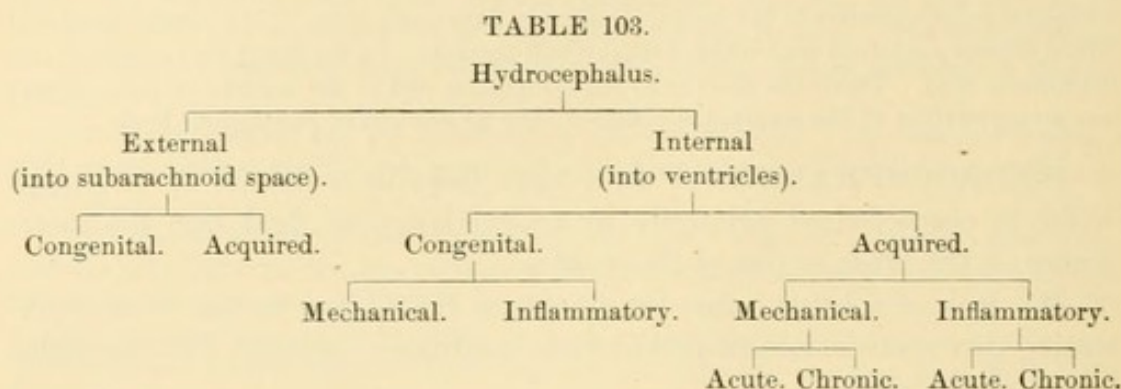 TABLE 103.
Hydrocephalus.
External Internal
(into subarachnoid space). (into ventricles).
Congenital. Acquired. Congenital. Acquired.
Mechanical. Inflammatory. Mechanical. Inflammatory.
Acute. Chronic. Acute. Chronic.